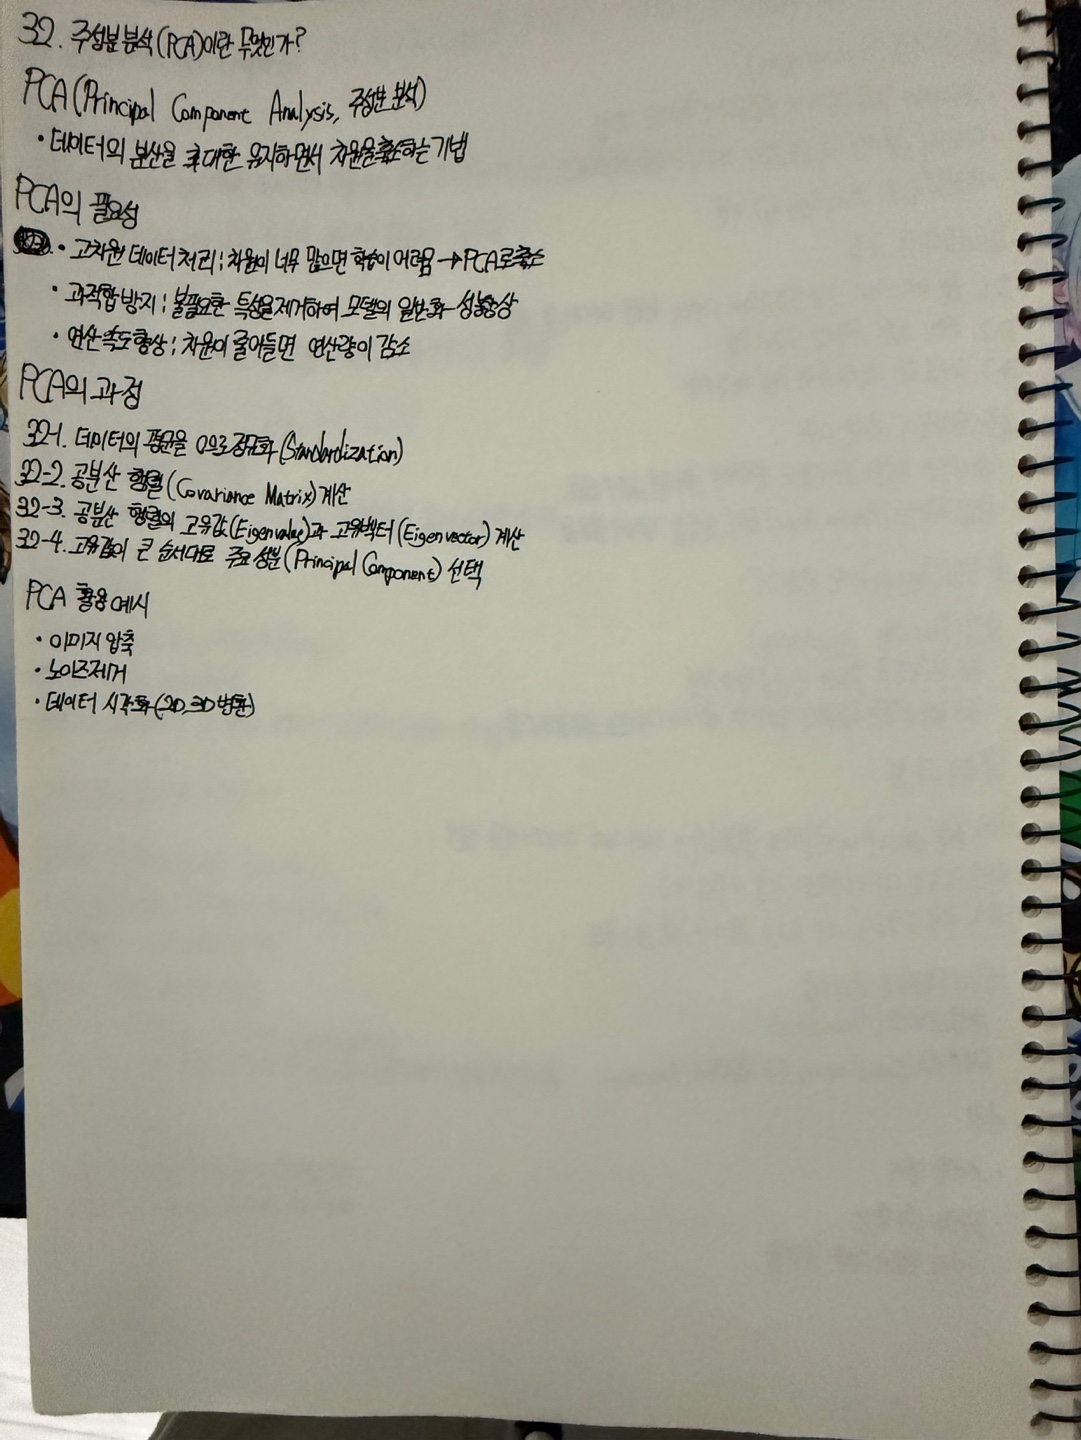 32. 주성분 분석(PCA)이란 무엇인가?
PCA(Principal Component Analysis, 주성분 분석)
• 데이터의 분산을 최대한 유지하면서 차원을 축소하는 기법
PCA의 필요성
• 고차원 데이터 처리 : 차원이 너무 많으면 학습이 어려움 → PCA로 축소
• 과적합 방지 : 불필요한 특성을 제거하여 모델의 일반화 성능 향상
• 연산 속도 향상 : 차원이 줄어들면 연산량이 감소
PCA의 과정
32-1. 데이터의 평균을 0으로 정규화(Standardization)
32-2. 공분산 행렬(Covariance Matrix) 계산
32-3. 공분산 행렬의 고유값(Eigenvalue)과 고유벡터(Eigenvector) 계산
32-4. 고유값이 큰 순서대로 주요 성분(Principal Component) 선택
PCA 활용 예시
• 이미지 압축
• 노이즈 제거
• 데이터 시각화(2D, 3D 변환)